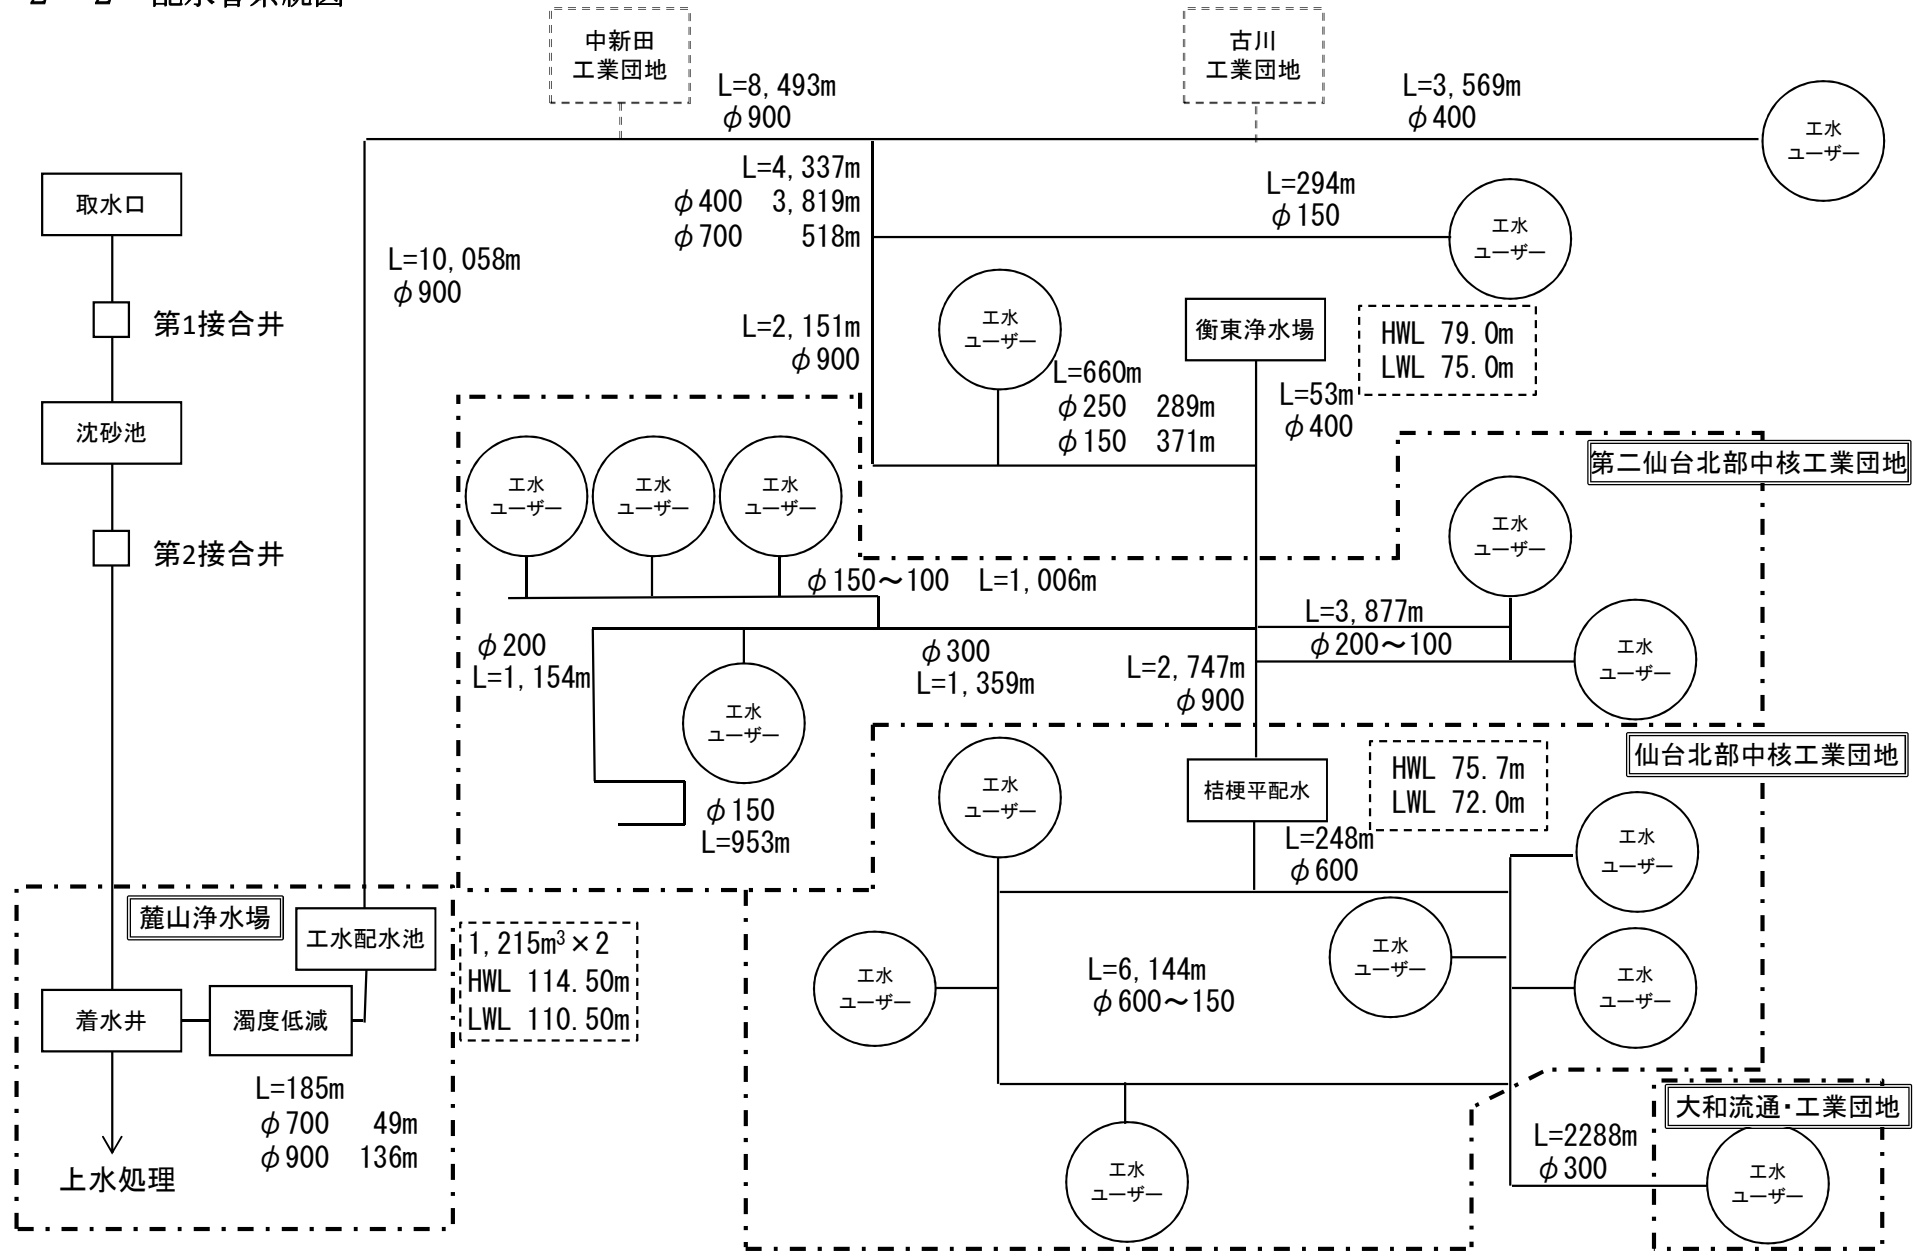 2-2 配水管系統図
中新田
工業団地
古川
工業団地
L=8,493m
φ900
L=3,569m
φ400
工水
ユーザー
L=4,337m
φ400 3,819m
φ700 518m
L=294m
φ150
工水
ユーザー
取水口
L=10,058m
φ900
第1接合井
L=2,151m
φ900
工水
ユーザー
L=660m
φ250 289m
φ150 371m
衡東浄水場
HWL 79.0m
LWL 75.0m
L=53m
φ400
沈砂池
第2接合井
第二仙台北部中核工業団地
工水
ユーザー
工水
ユーザー
工水
ユーザー
工水
ユーザー
φ150～100 L=1,006m
L=3,877m
φ200～100
工水
ユーザー
φ200
L=1,154m
φ300
L=1,359m
L=2,747m
φ900
工水
ユーザー
φ150
L=953m
仙台北部中核工業団地
工水
ユーザー
桔梗平配水
HWL 75.7m
LWL 72.0m
L=248m
φ600
工水
ユーザー
麓山浄水場
工水配水池
1,215m³×2
HWL 114.50m
LWL 110.50m
工水
ユーザー
L=6,144m
φ600～150
工水
ユーザー
工水
ユーザー
着水井
濁度低減
L=185m
φ700 49m
φ900 136m
上水処理
工水
ユーザー
大和流通・工業団地
L=2288m
φ300
工水
ユーザー